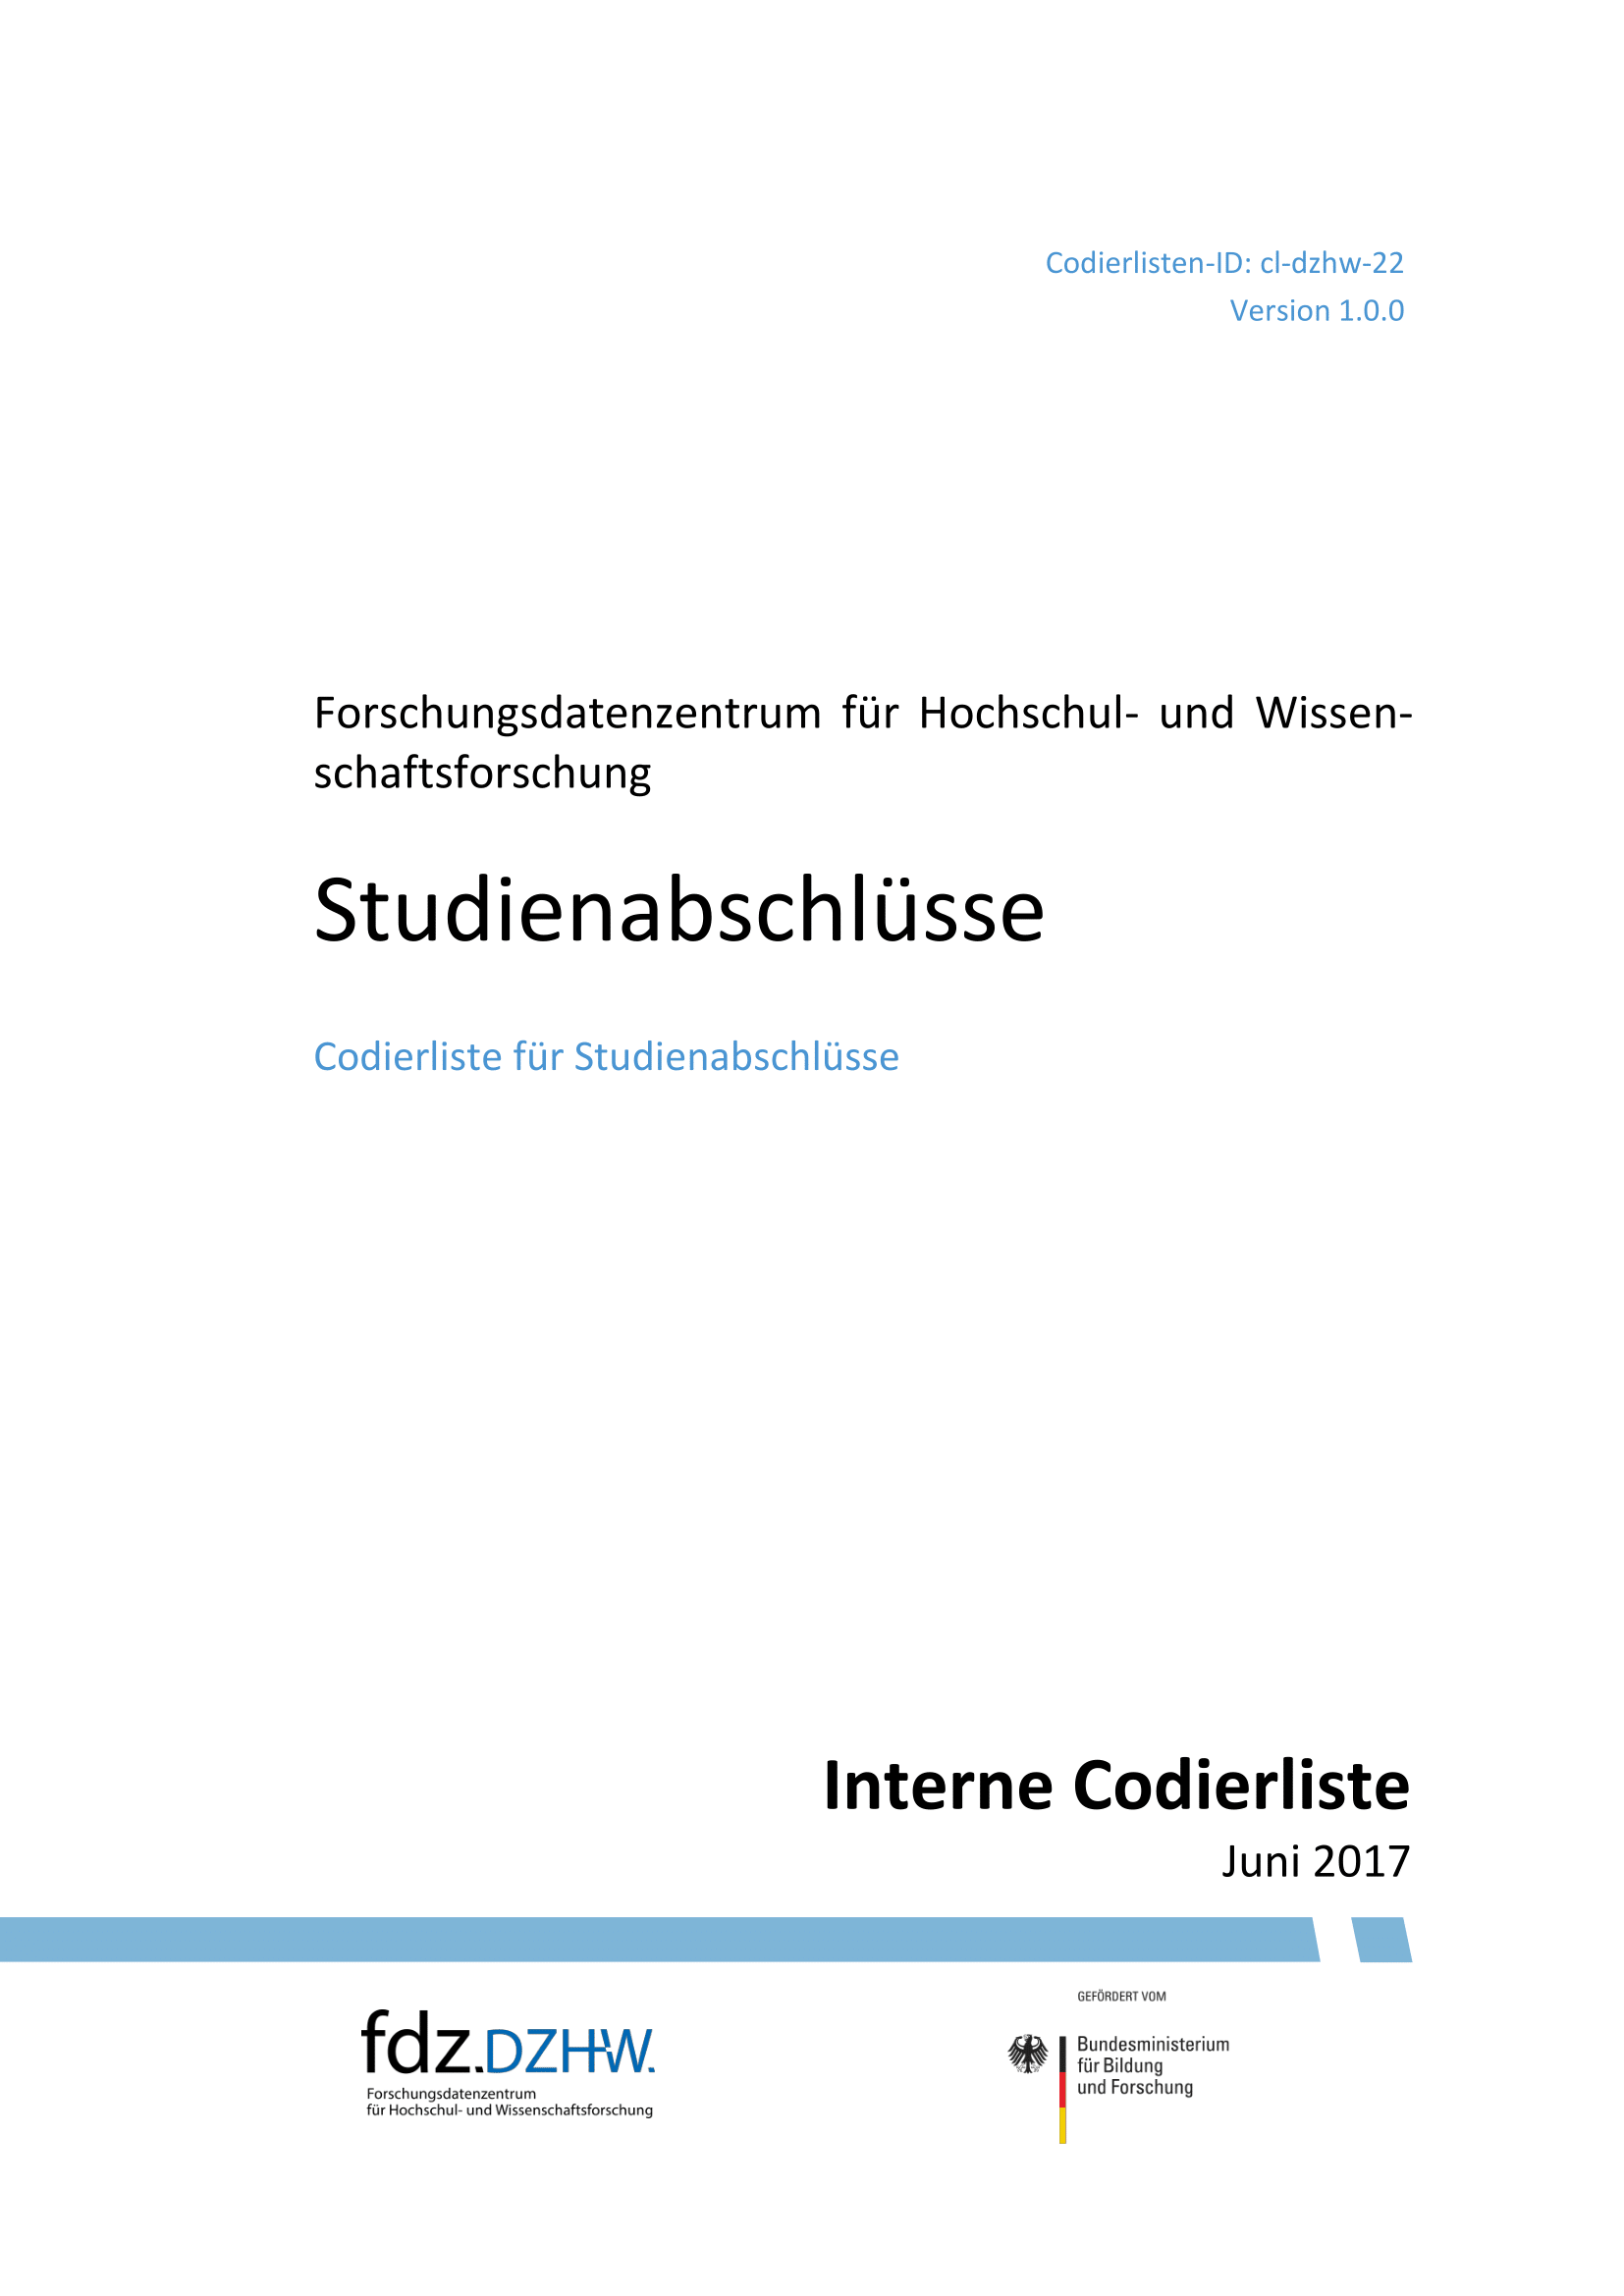 Codierlisten-ID: cl-dzhw-22
Version 1.0.0
Forschungsdatenzentrum für Hochschul- und Wissen-
schaftsforschung
Studienabschlüsse
Codierliste für Studienabschlüsse
Interne Codierliste
Juni 2017
fdz.DZHW.
Forschungsdatenzentrum
für Hochschul- und Wissenschaftsforschung
GEFÖRDERT VOM
Bundesministerium
für Bildung
und Forschung